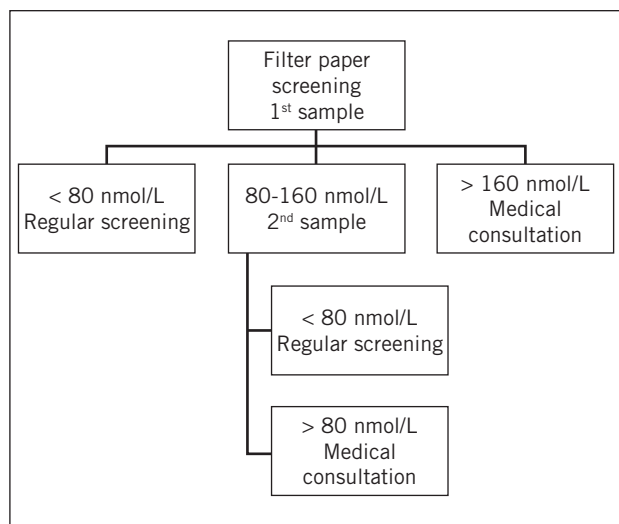 Filter paper
screening
1st sample
< 80 nmol/L
Regular screening
80-160 nmol/L
2nd sample
> 160 nmol/L
Medical
consultation
< 80 nmol/L
Regular screening
> 80 nmol/L
Medical
consultation